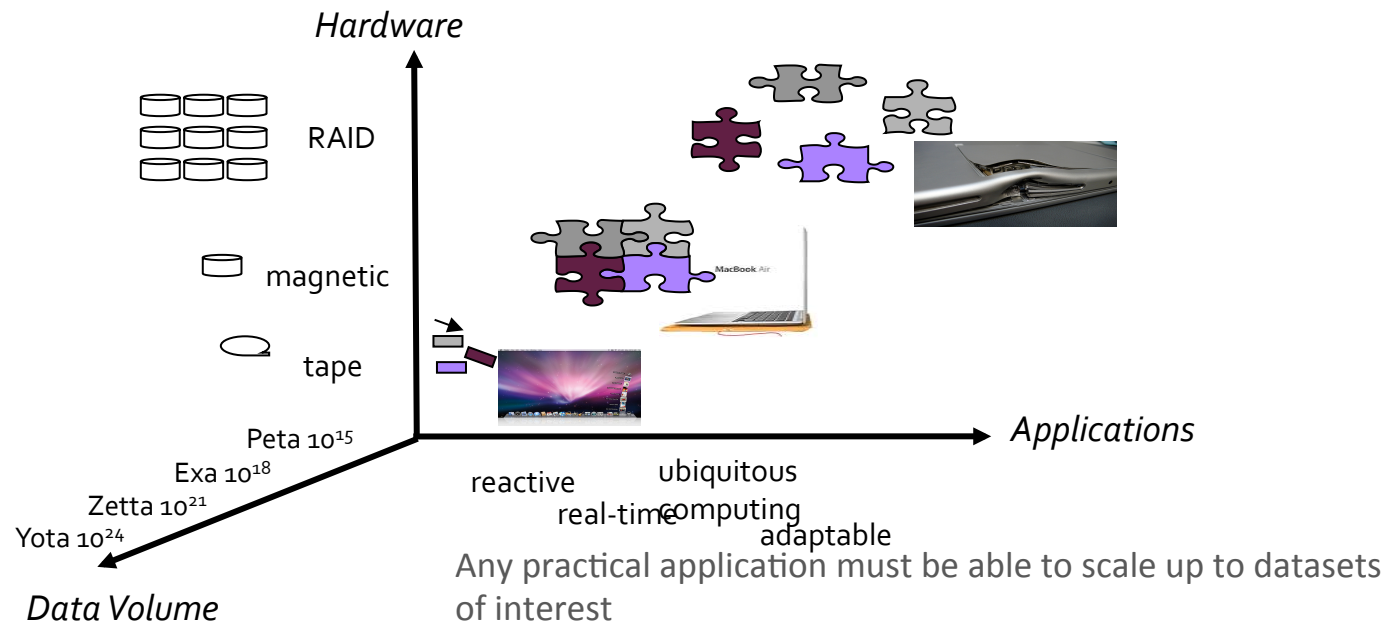 Hardware
RAID
magnetic
MacBook Air
tape
Peta 10¹⁵
Exa 10¹⁸
Zetta 10²¹
Yota 10²⁴
Data Volume
Applications
reactive
real-time
ubiquitous
computing
adaptable
Any practical application must be able to scale up to datasets
of interest